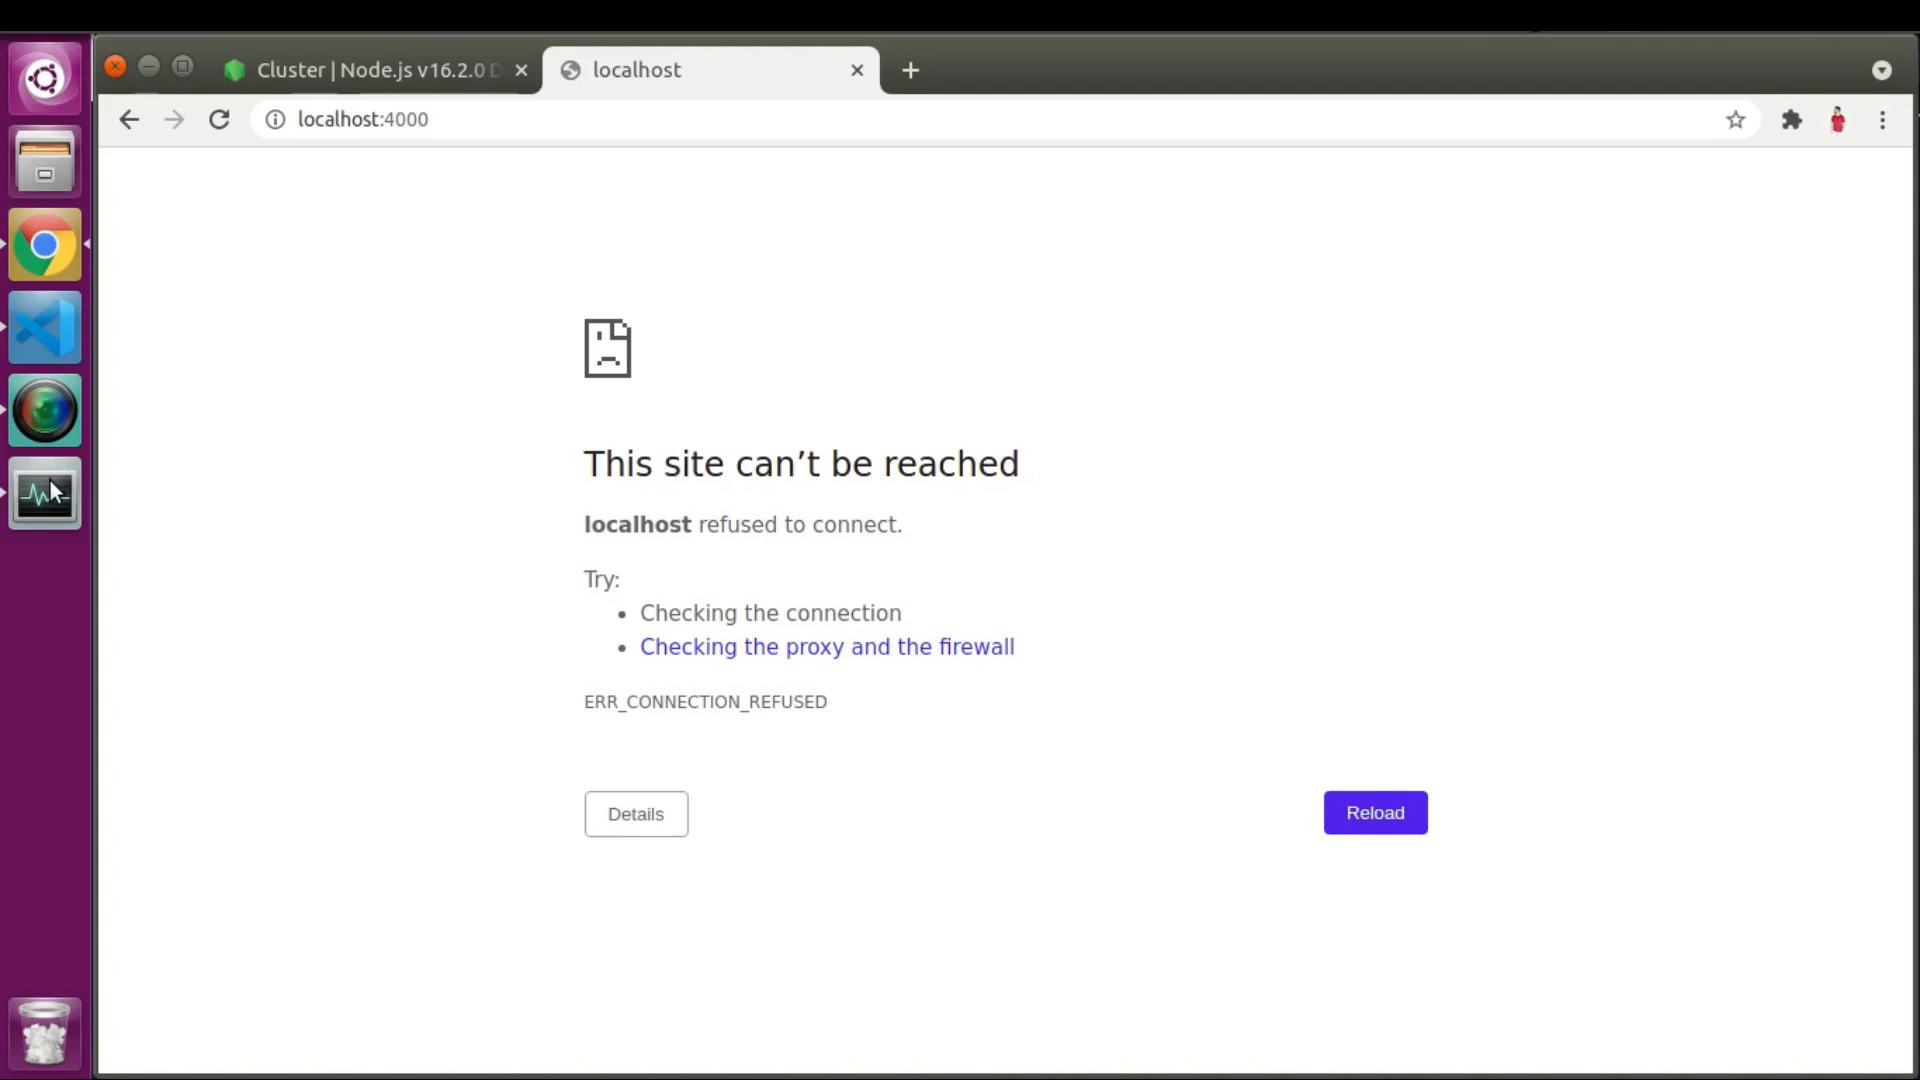 Cluster | Node.js v16.2.0 D
localhost
localhost:4000
This site can’t be reached
localhost refused to connect.
Try:
Checking the connection
Checking the proxy and the firewall
ERR_CONNECTION_REFUSED
Details
Reload